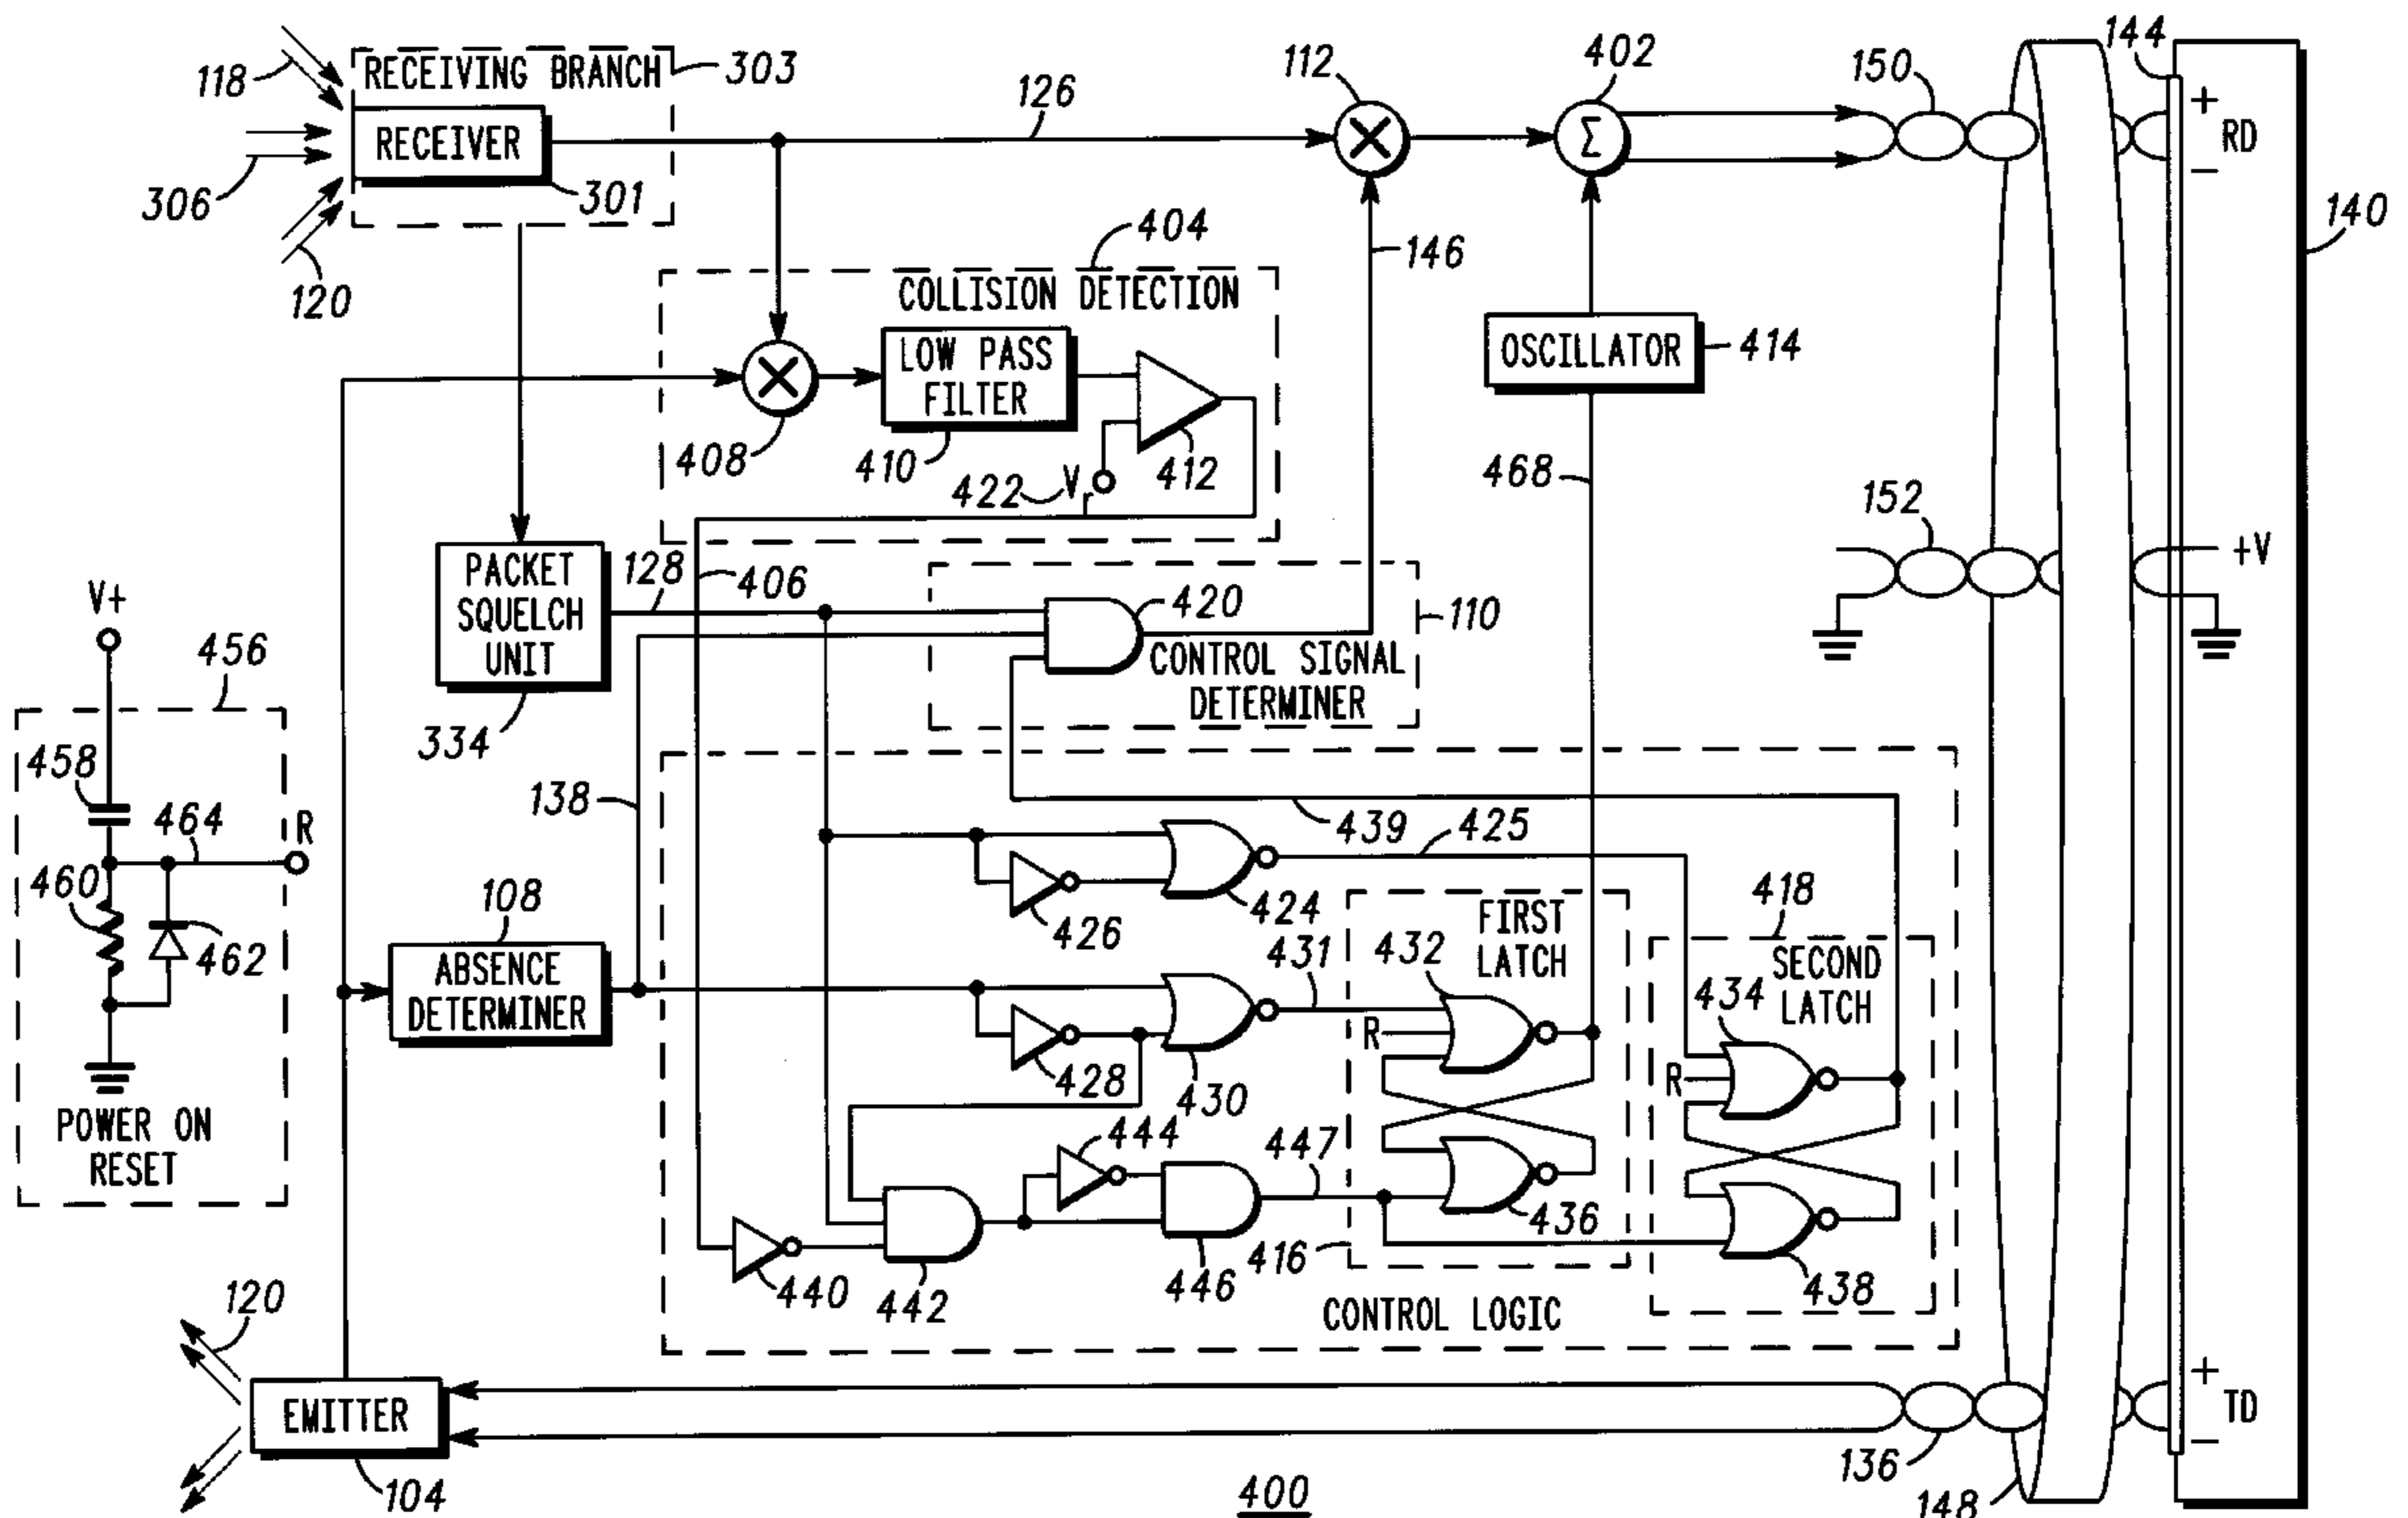 118
RECEIVING BRANCH
303
RECEIVER
301
306
120
126
112
402
Σ
150
144
+
RD
−
140
404
COLLISION DETECTION
146
LOW PASS
FILTER
408
410
412
422
Vr
OSCILLATOR
414
468
152
+V
PACKET
SQUELCH
UNIT
334
128
406
420
110
CONTROL SIGNAL
DETERMINER
V+
456
458
464
R
460
462
POWER ON
RESET
138
439
425
108
ABSENCE
DETERMINER
426
424
FIRST
LATCH
418
SECOND
LATCH
431
432
434
R
R
428
430
444
447
440
442
446
416
436
438
CONTROL LOGIC
120
EMITTER
104
+
TD
−
136
148
400